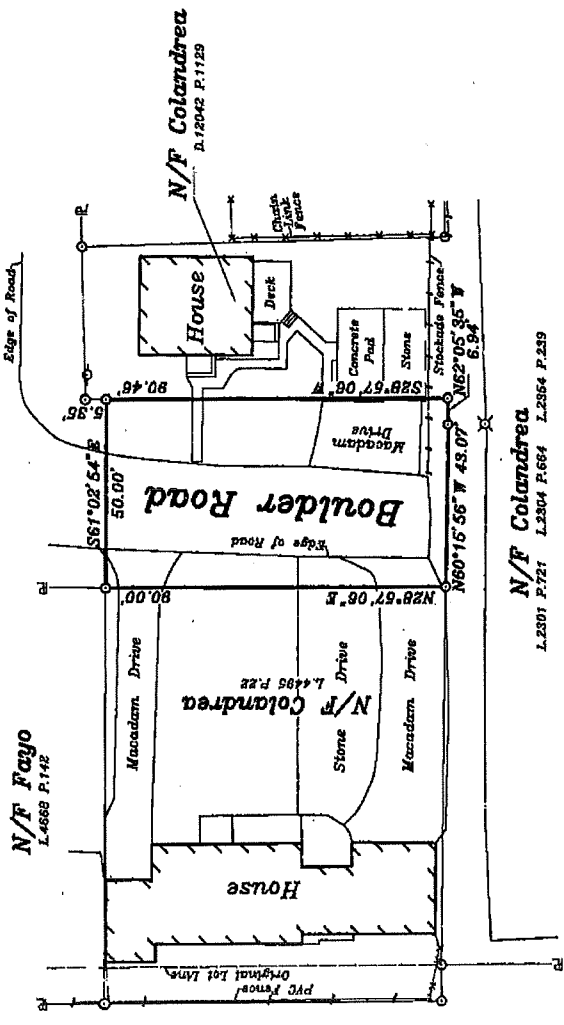 N/F Colandrea
D.12042 P.1129
Edge of Road
Chain
Link
Fence
House
Deck
Concrete
Pad
Stone
Stockade Fence
5.35'
90.46'
S28°57'06"W
N62°05'35"W
6.94'
S61°02'54"E
50.00'
Macadam
Drive
Boulder Road
Edge of Road
N60°15'56"W 43.07'
N/F Colandrea
L.2301 P.721 L.2304 P.664 L.2354 P.239
90.00'
N28°57'06"E
Macadam Drive
N/F Colandrea
L.4495 P.22
Stone Drive
Macadam Drive
N/F Fayo
L.4668 P.142
House
Original Lot Line
PVC Fence